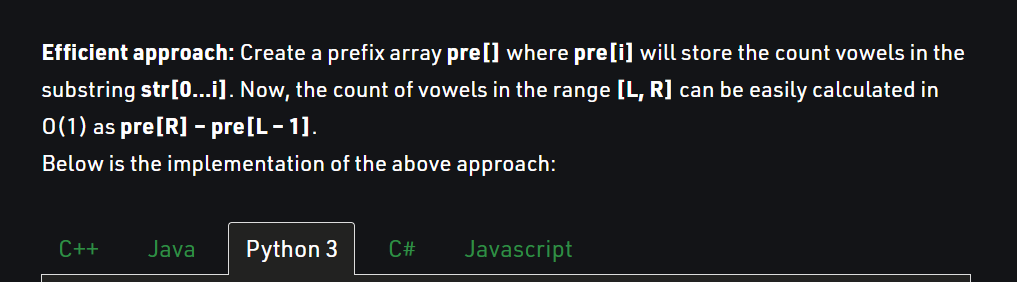 Efficient approach: Create a prefix array pre[] where pre[i] will store the count vowels in the
substring str[0…i]. Now, the count of vowels in the range [L, R] can be easily calculated in
O(1) as pre[R] – pre[L – 1].
Below is the implementation of the above approach:
C++ Java Python 3 C# Javascript